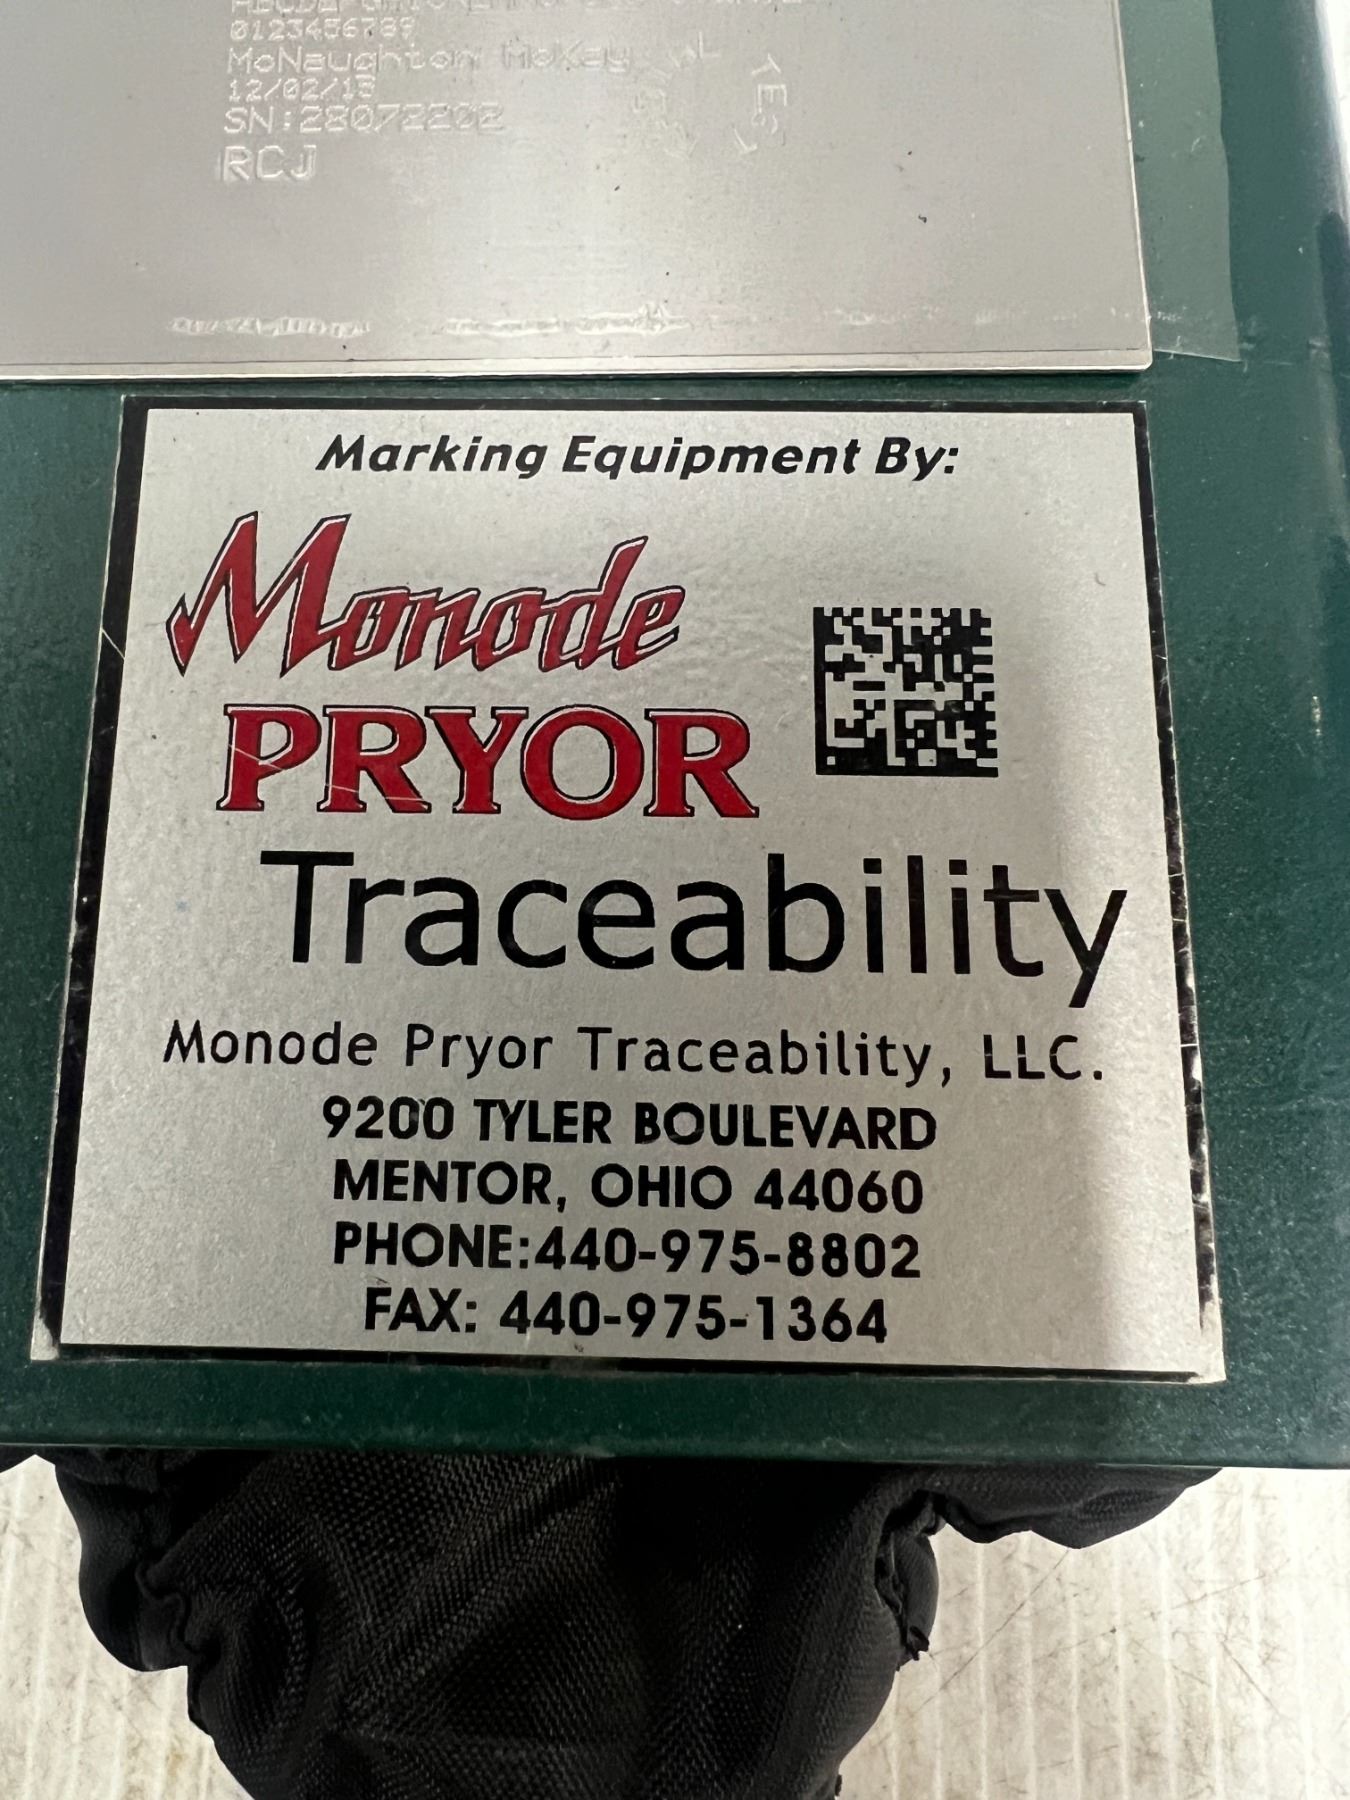 0123456789
McNaughton McKay
12/02/13
SN:28072202
RCJ
Marking Equipment By:
Monode
PRYOR
Traceability
Monode Pryor Traceability, LLC.
9200 TYLER BOULEVARD
MENTOR, OHIO 44060
PHONE:440-975-8802
FAX: 440-975-1364